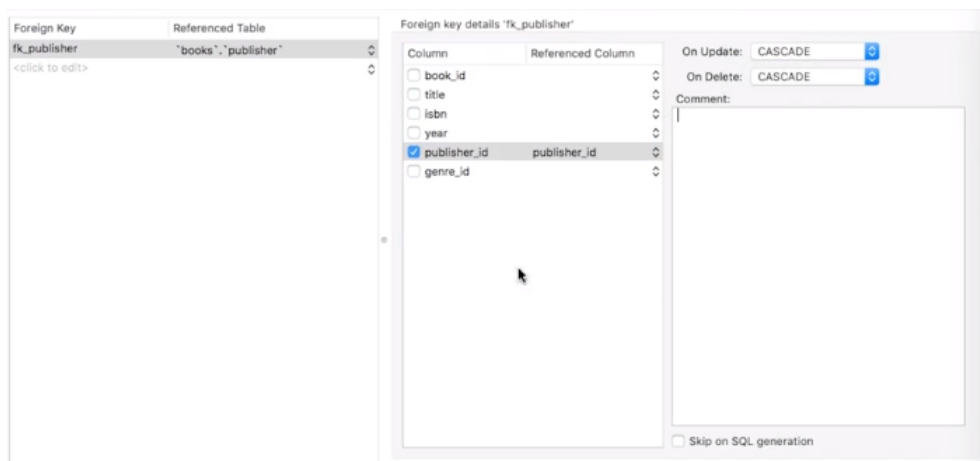 Foreign Key Referenced Table
fk_publisher `books`.`publisher`
<click to edit>
Foreign key details 'fk_publisher'
Column Referenced Column
book_id
title
isbn
year
publisher_id publisher_id
genre_id
On Update: CASCADE
On Delete: CASCADE
Comment:
Skip on SQL generation